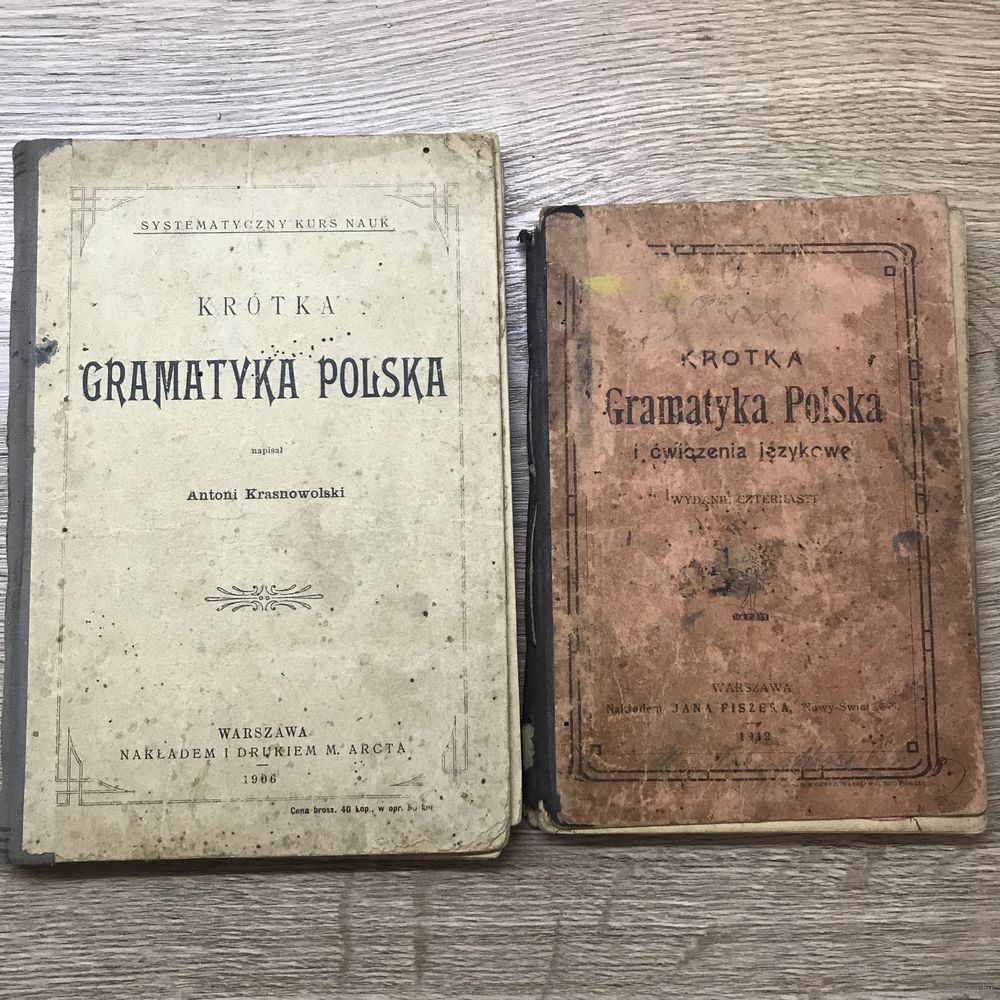 SYSTEMATYCZNY KURS NAUK
KRÓTKA
GRAMATYKA POLSKA
napisał
Antoni Krasnowolski
WARSZAWA
NAKŁADEM I DRUKIEM M. ARCTA
1906
Cena brosz. 40 kop., w opr. kop
KRÓTKA
Gramatyka Polska
i ćwiczenia językowe
WYDANIE CZTERNASTE
WARSZAWA
Nakładem JANA FISZERA, Nowy-Świat
1912